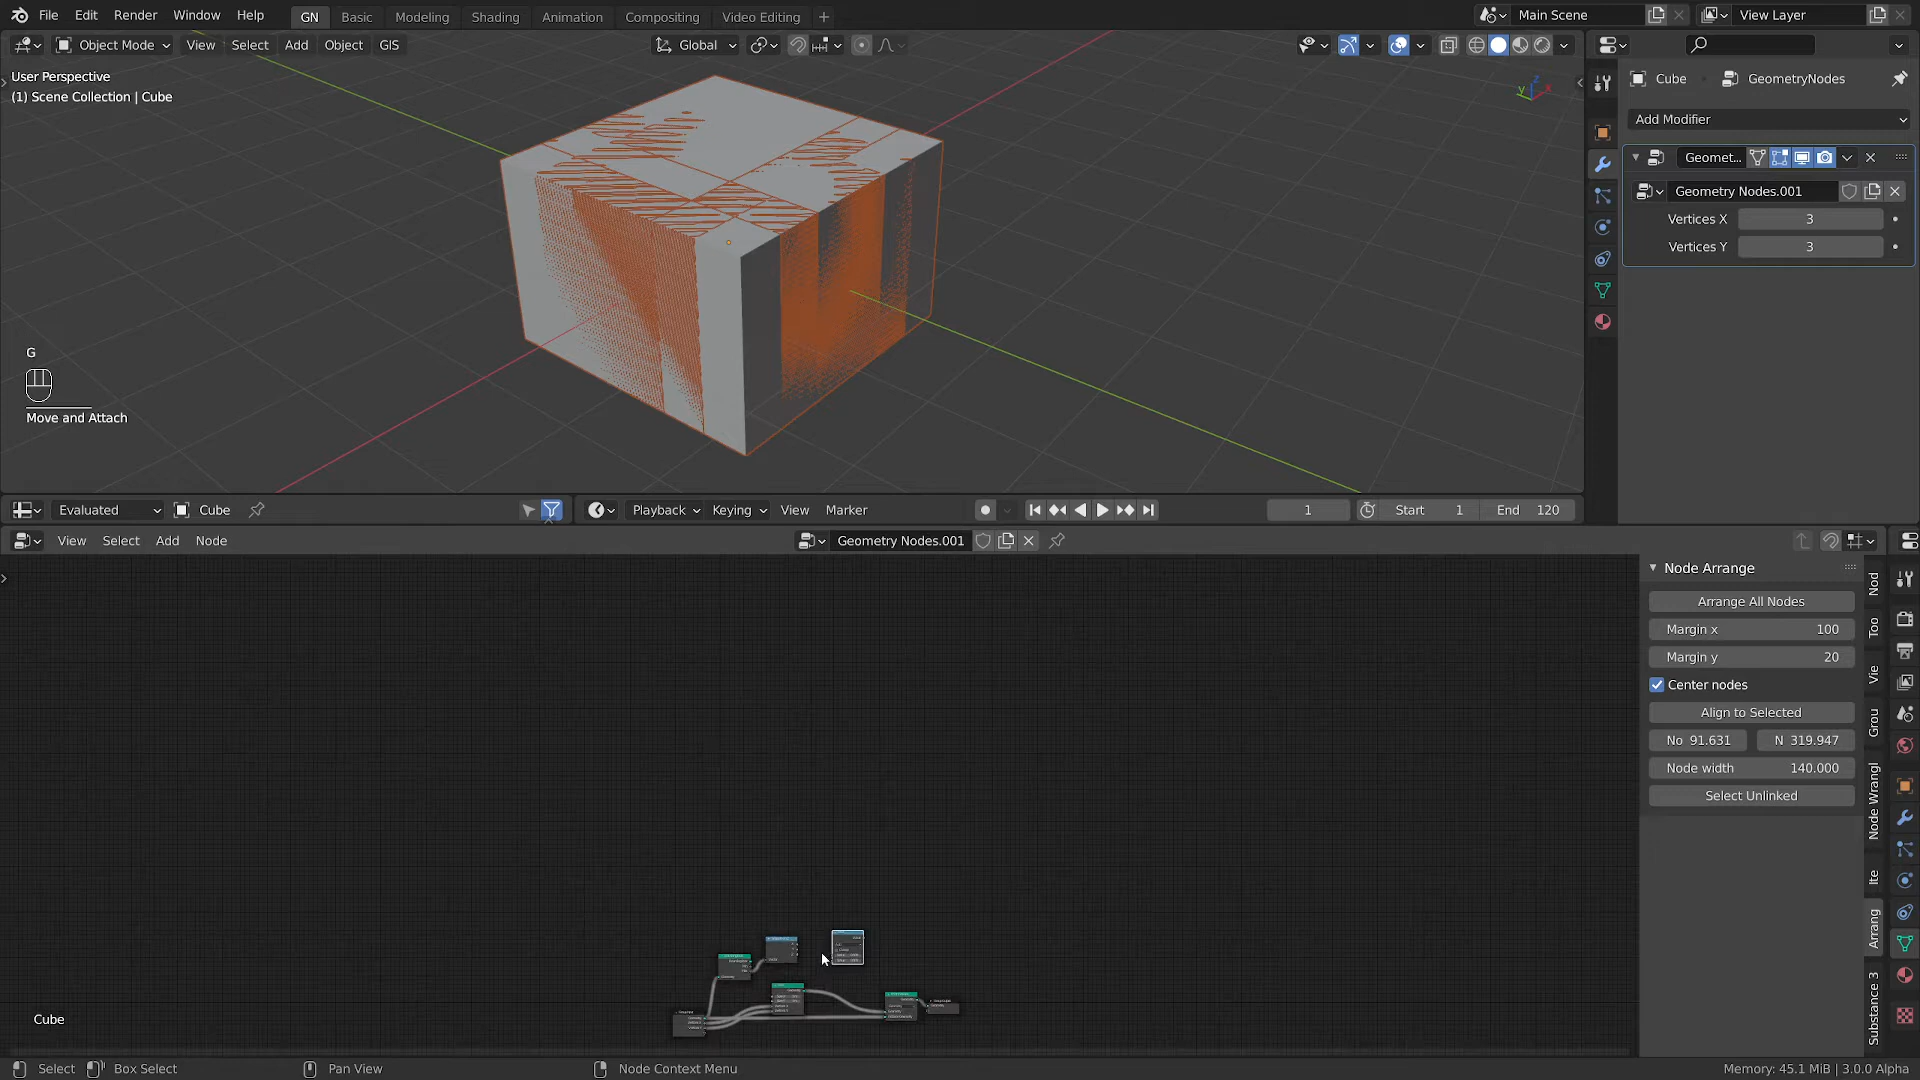 File Edit Render Window Help GN Basic Modeling Shading Animation Compositing Video Editing + Main Scene View Layer
Object Mode View Select Add Object GIS Global
User Perspective
(1) Scene Collection | Cube
Cube GeometryNodes
Add Modifier
Geomet...
Geometry Nodes.001
Vertices X 3
Vertices Y 3
z
y
x
G
Move and Attach
Evaluated Cube Playback Keying View Marker 1 Start 1 End 120
View Select Add Node Geometry Nodes.001
Node Arrange
Arrange All Nodes
Margin x 100
Margin y 20
Center nodes
Align to Selected
No 91.631 N 319.947
Node width 140.000
Select Unlinked
Nod
Too
Vie
Grou
Node Wrangl
Ite
Arrang
Substance 3
Cube
Select Box Select Pan View Node Context Menu Memory: 45.1 MiB | 3.0.0 Alpha